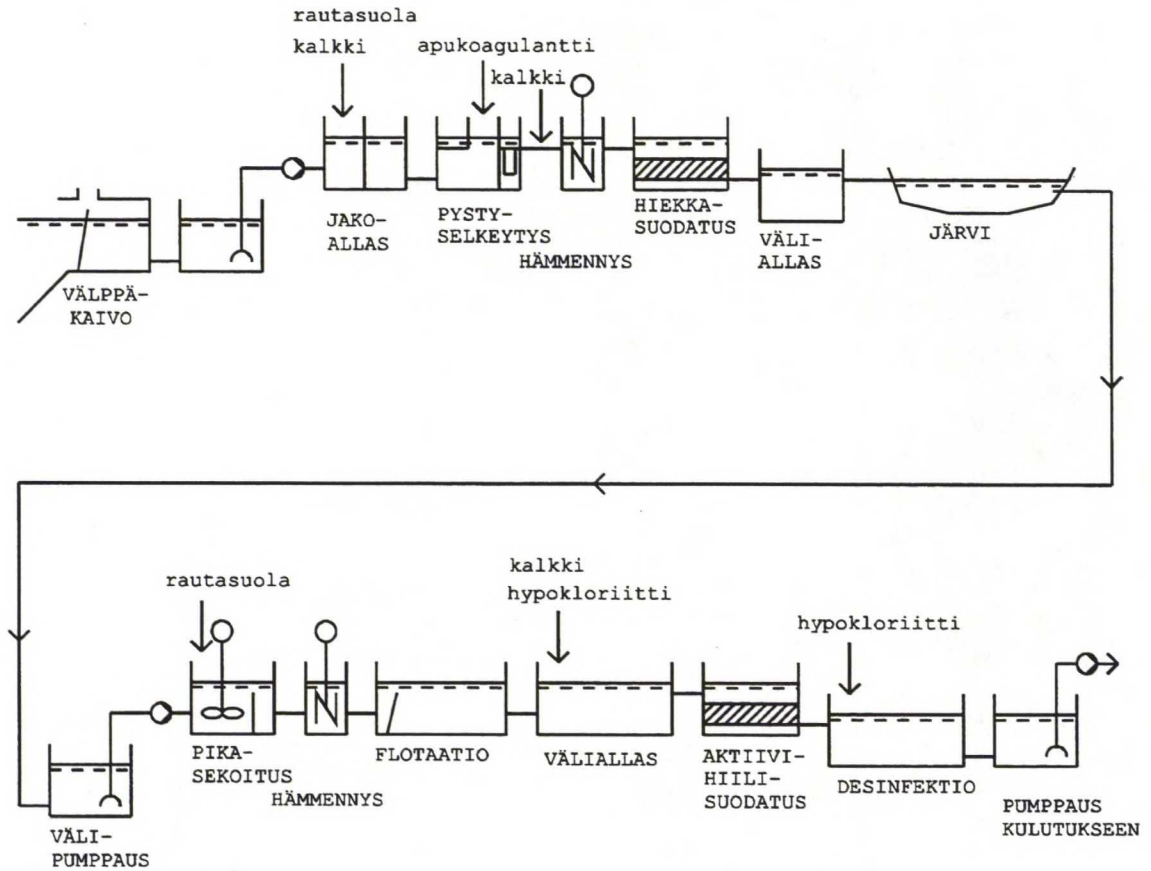 rautasuola
kalkki
apukoagulantti
kalkki
VÄLPPÄ-
KAIVO
JAKO-
ALLAS
PYSTY-
SELKEYTYS
HÄMMENNYS
HIEKKA-
SUODATUS
VÄLI-
ALLAS
JÄRVI
rautasuola
kalkki
hypokloriitti
hypokloriitti
VÄLI-
PUMPPAUS
PIKA-
SEKOITUS
HÄMMENNYS
FLOTAATIO
VÄLIALLAS
AKTIIVI-
HIILI-
SUODATUS
DESINFEKTIO
PUMPPAUS
KULUTUKSEEN